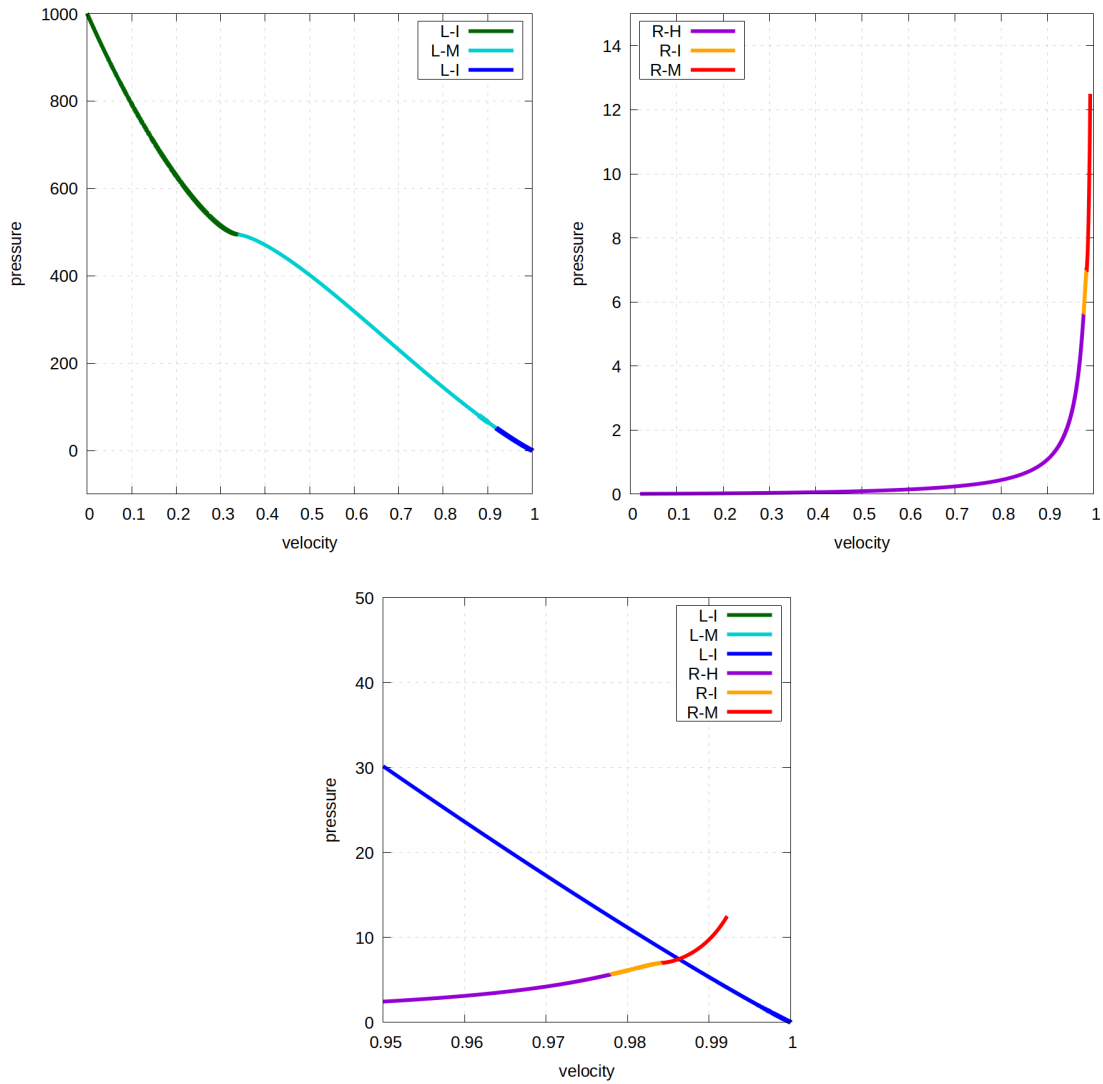 1000
800
600
400
200
0
pressure
L-I
L-M
L-I
0 0.1 0.2 0.3 0.4 0.5 0.6 0.7 0.8 0.9 1
velocity
14
12
10
8
6
4
2
0
pressure
R-H
R-I
R-M
0.1 0.2 0.3 0.4 0.5 0.6 0.7 0.8 0.9 1
velocity
50
40
30
20
10
0
pressure
L-I
L-M
L-I
R-H
R-I
R-M
0.95 0.96 0.97 0.98 0.99 1
velocity